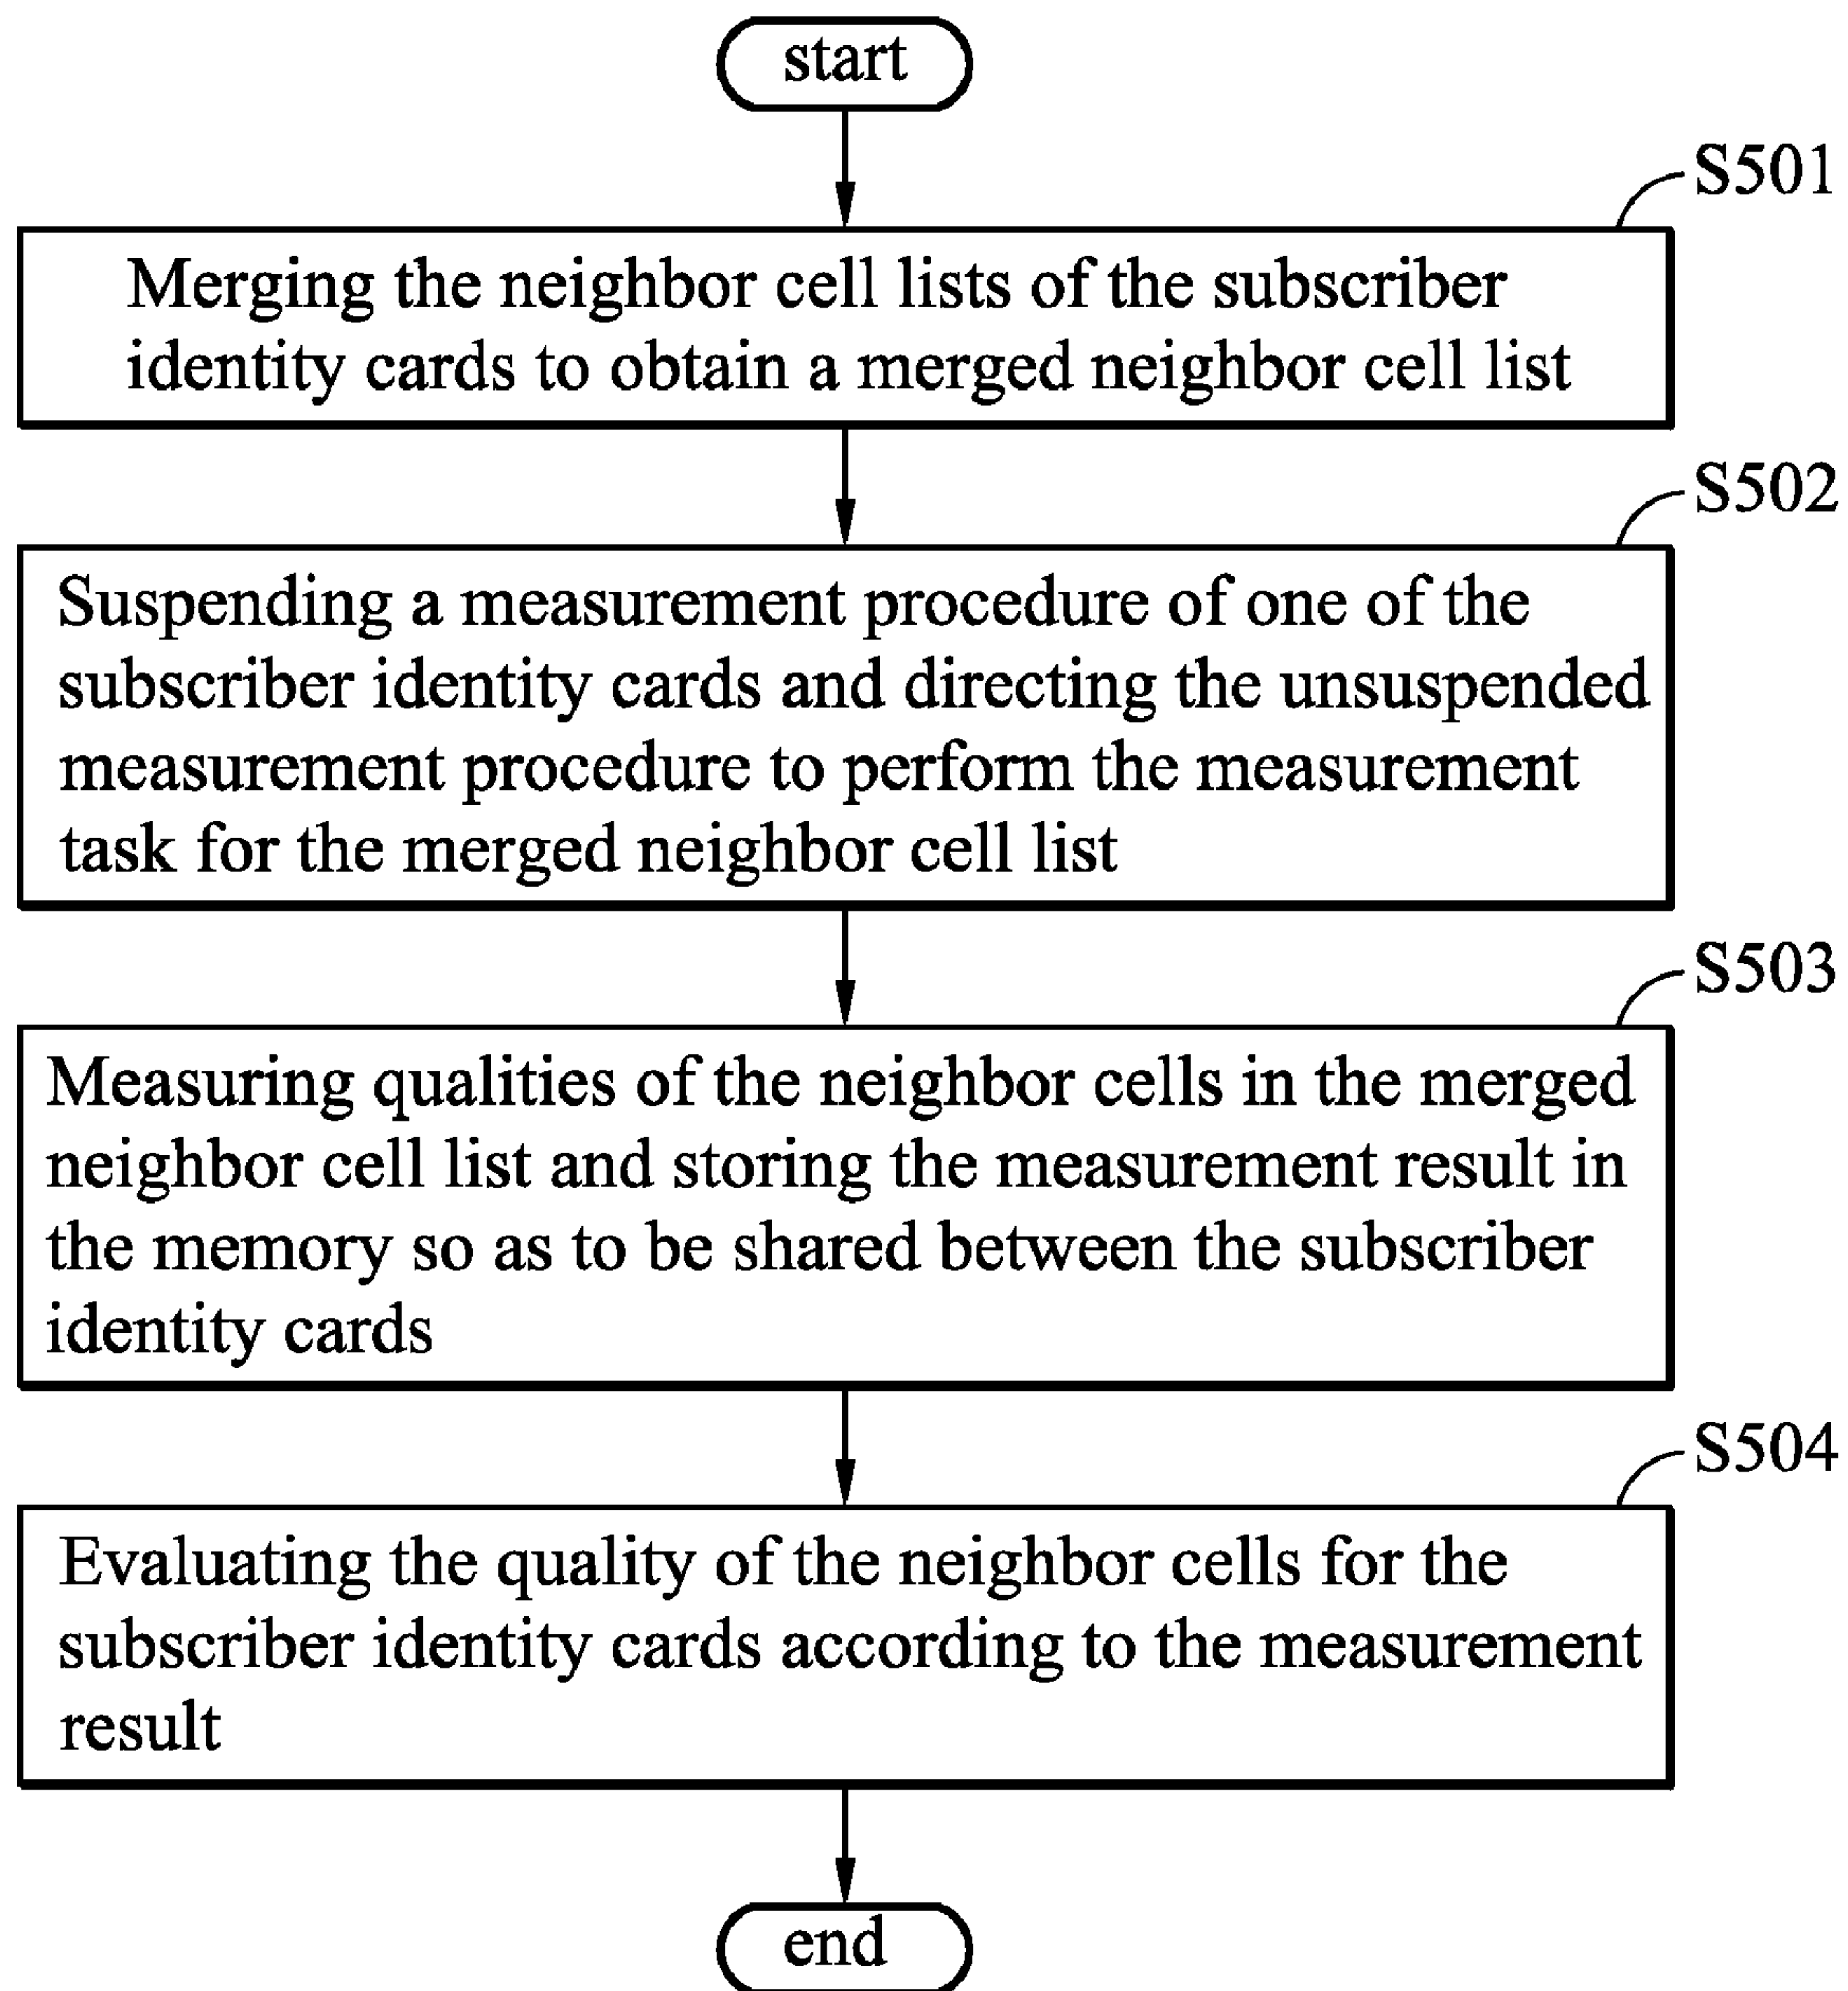 start
S501
Merging the neighbor cell lists of the subscriber
identity cards to obtain a merged neighbor cell list
S502
Suspending a measurement procedure of one of the
subscriber identity cards and directing the unsuspended
measurement procedure to perform the measurement
task for the merged neighbor cell list
S503
Measuring qualities of the neighbor cells in the merged
neighbor cell list and storing the measurement result in
the memory so as to be shared between the subscriber
identity cards
S504
Evaluating the quality of the neighbor cells for the
subscriber identity cards according to the measurement
result
end